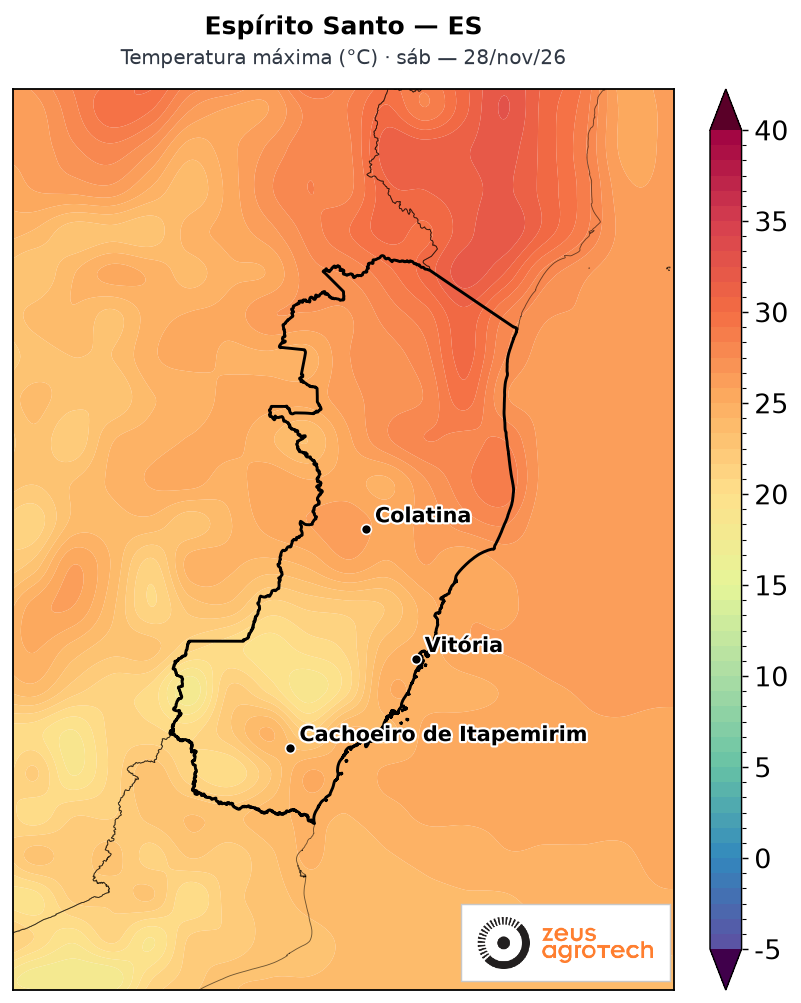 Espírito Santo — ES
Temperatura máxima (°C) · sáb — 28/nov/26
40
35
30
25
20
15
10
5
0
-5
Colatina
Vitória
Cachoeiro de Itapemirim
zeus
agrotech